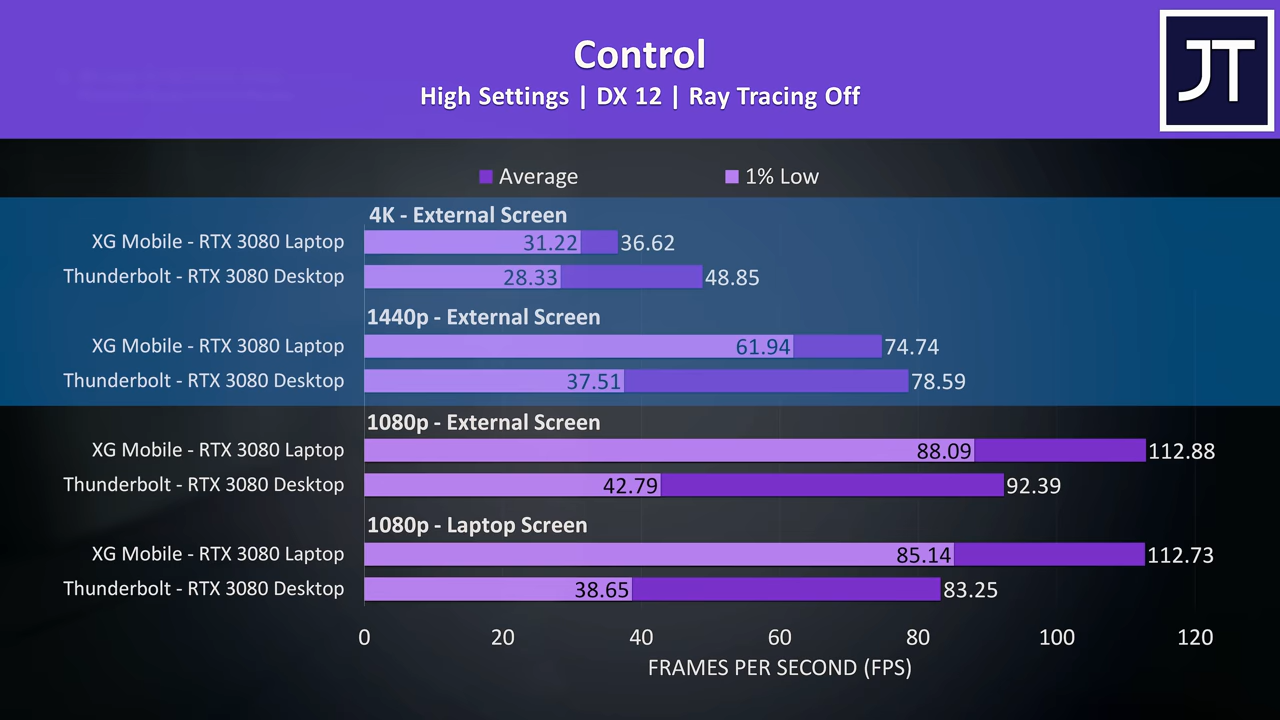 Control
High Settings | DX 12 | Ray Tracing Off
JT
Average
1% Low
4K - External Screen
XG Mobile - RTX 3080 Laptop 31.22 36.62
Thunderbolt - RTX 3080 Desktop 28.33 48.85
1440p - External Screen
XG Mobile - RTX 3080 Laptop 61.94 74.74
Thunderbolt - RTX 3080 Desktop 37.51 78.59
1080p - External Screen
XG Mobile - RTX 3080 Laptop 88.09 112.88
Thunderbolt - RTX 3080 Desktop 42.79 92.39
1080p - Laptop Screen
XG Mobile - RTX 3080 Laptop 85.14 112.73
Thunderbolt - RTX 3080 Desktop 38.65 83.25
0 20 40 60 80 100 120
FRAMES PER SECOND (FPS)